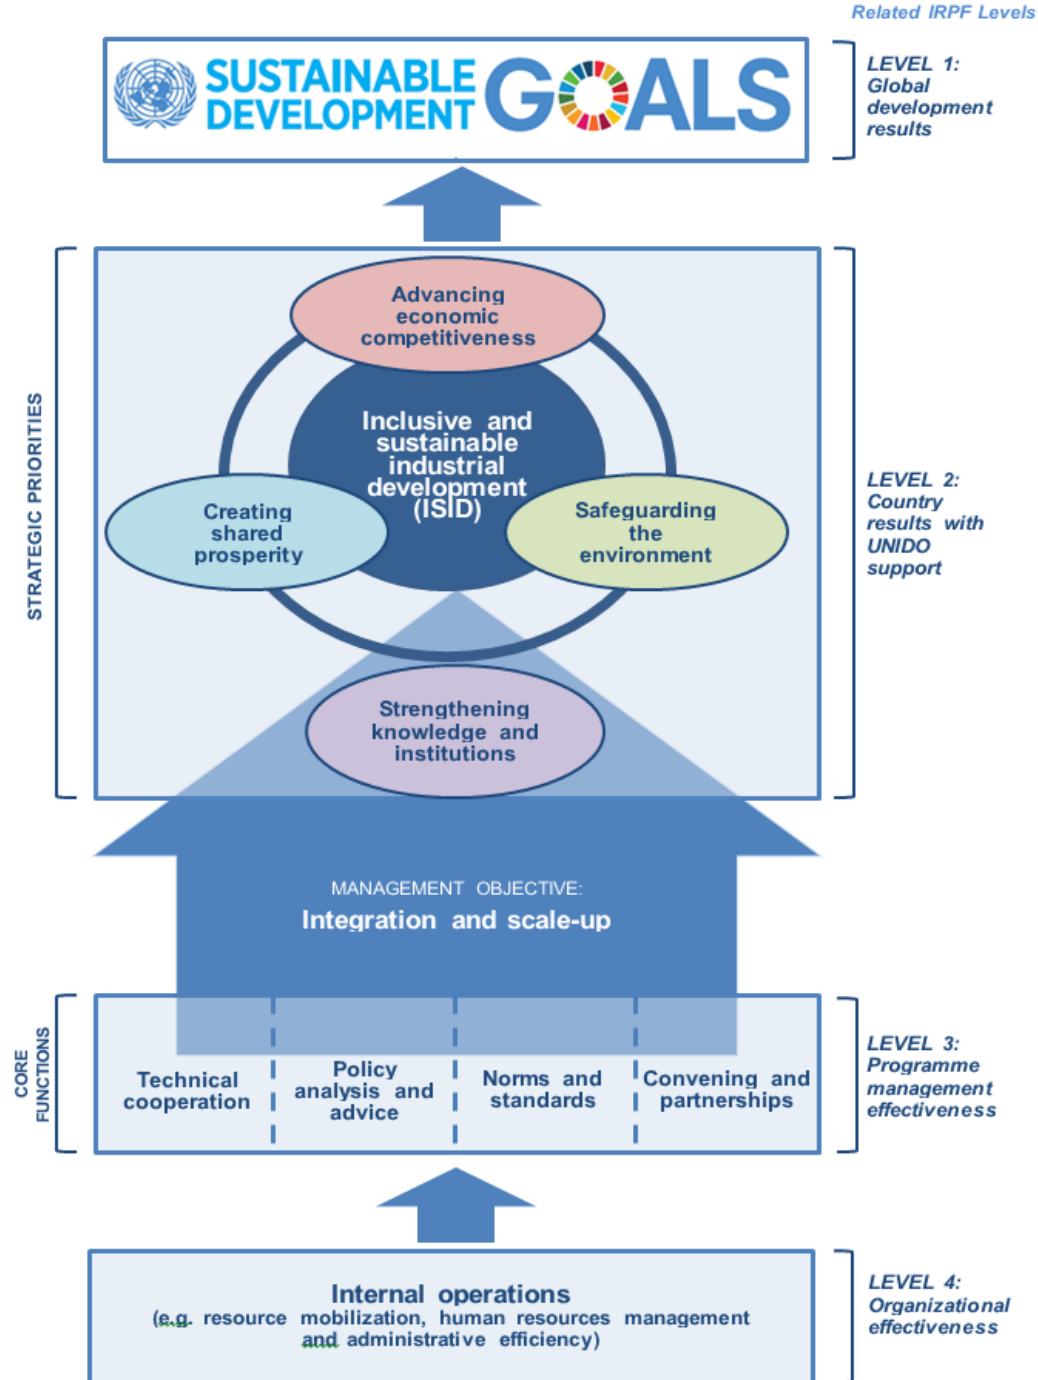 Related IRPF Levels
SUSTAINABLE
DEVELOPMENT
GOALS
LEVEL 1:
Global
development
results
STRATEGIC PRIORITIES
Advancing
economic
competitiveness
Inclusive and
sustainable
industrial
development
(ISID)
Creating
shared
prosperity
Safeguarding
the
environment
Strengthening
knowledge and
institutions
LEVEL 2:
Country
results with
UNIDO
support
MANAGEMENT OBJECTIVE:
Integration and scale-up
CORE
FUNCTIONS
Technical
cooperation
Policy
analysis and
advice
Norms and
standards
Convening and
partnerships
LEVEL 3:
Programme
management
effectiveness
Internal operations
(e.g. resource mobilization, human resources management
and administrative efficiency)
LEVEL 4:
Organizational
effectiveness